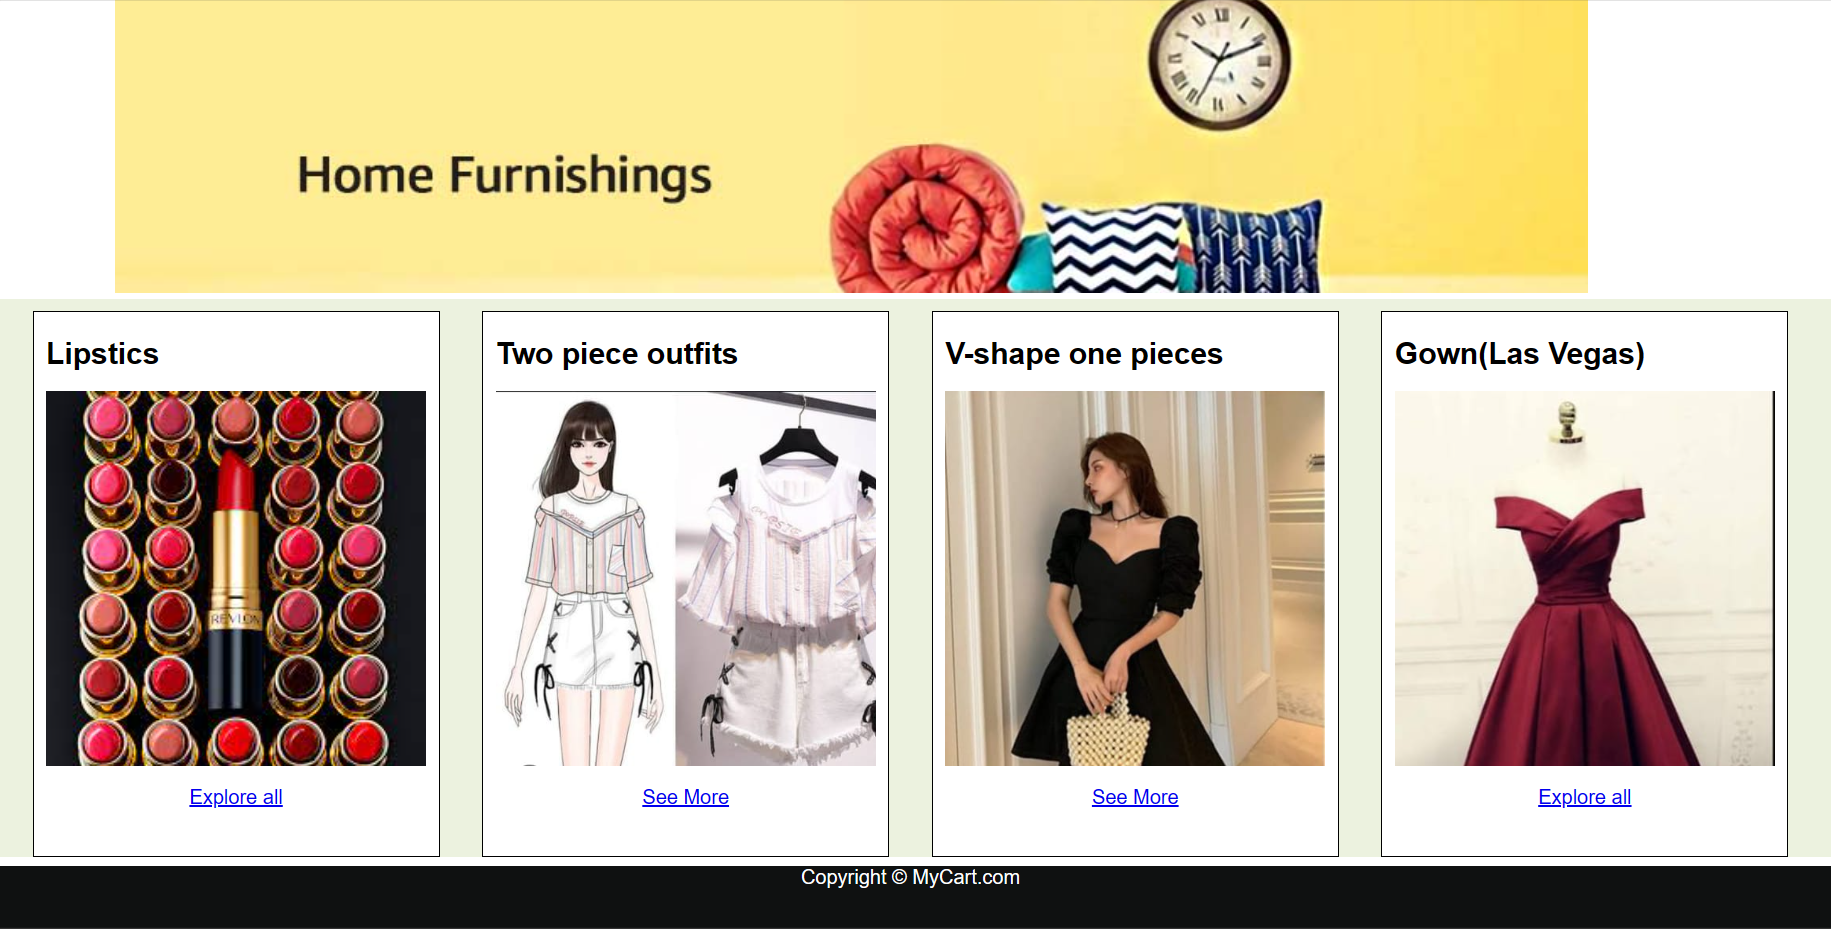 Home Furnishings
Lipstics
Two piece outfits
V-shape one pieces
Gown(Las Vegas)
REVLON
Explore all
See More
See More
Explore all
Copyright © MyCart.com